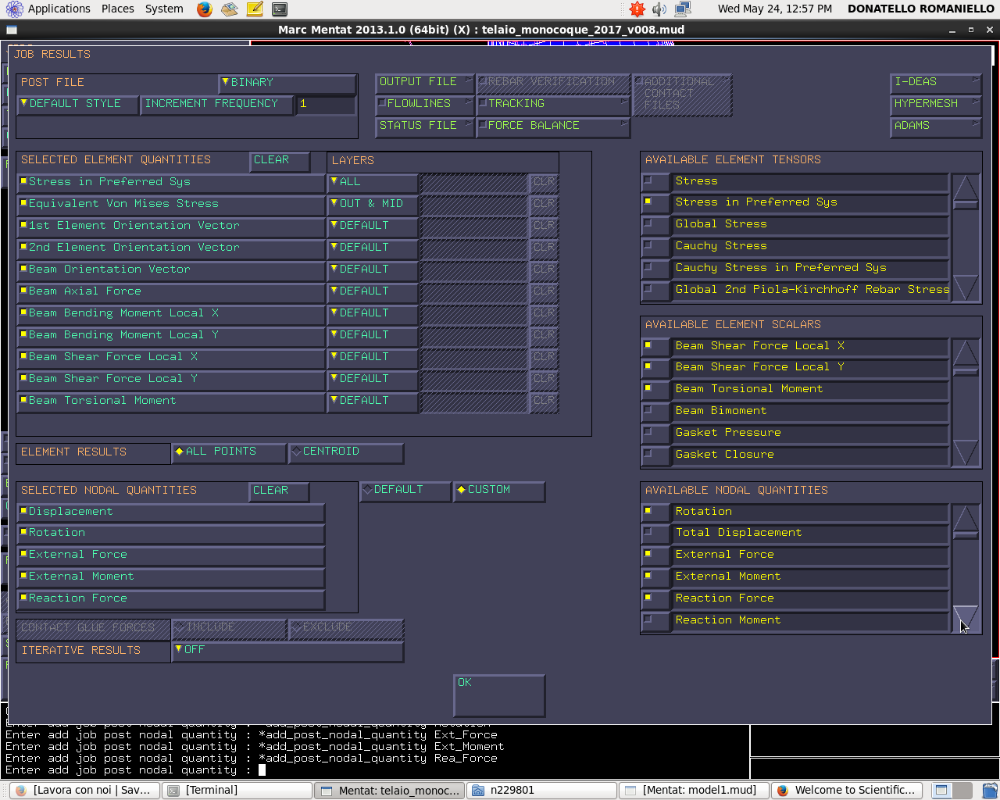 Applications Places System Wed May 24, 12:57 PM DONATELLO ROMANIELLO
Marc Mentat 2013.1.0 (64bit) (X) : telaio_monocoque_2017_v008.mud
JOB RESULTS
POST FILE BINARY
DEFAULT STYLE INCREMENT FREQUENCY 1
OUTPUT FILE REBAR VERIFICATION ADDITIONAL CONTACT FILES
FLOWLINES TRACKING
STATUS FILE FORCE BALANCE
I-DEAS
HYPERMESH
ADAMS
SELECTED ELEMENT QUANTITIES CLEAR LAYERS
Stress in Preferred Sys ALL CLR
Equivalent Von Mises Stress OUT & MID CLR
1st Element Orientation Vector DEFAULT CLR
2nd Element Orientation Vector DEFAULT CLR
Beam Orientation Vector DEFAULT CLR
Beam Axial Force DEFAULT CLR
Beam Bending Moment Local X DEFAULT CLR
Beam Bending Moment Local Y DEFAULT CLR
Beam Shear Force Local X DEFAULT CLR
Beam Shear Force Local Y DEFAULT CLR
Beam Torsional Moment DEFAULT CLR
ELEMENT RESULTS ALL POINTS CENTROID
AVAILABLE ELEMENT TENSORS
Stress
Stress in Preferred Sys
Global Stress
Cauchy Stress
Cauchy Stress in Preferred Sys
Global 2nd Piola-Kirchhoff Rebar Stress
AVAILABLE ELEMENT SCALARS
Beam Shear Force Local X
Beam Shear Force Local Y
Beam Torsional Moment
Beam Bimoment
Gasket Pressure
Gasket Closure
SELECTED NODAL QUANTITIES CLEAR DEFAULT CUSTOM
Displacement
Rotation
External Force
External Moment
Reaction Force
CONTACT GLUE FORCES INCLUDE EXCLUDE
ITERATIVE RESULTS OFF
AVAILABLE NODAL QUANTITIES
Rotation
Total Displacement
External Force
External Moment
Reaction Force
Reaction Moment
OK
Enter add job post nodal quantity : *add_post_nodal_quantity Ext_Force
Enter add job post nodal quantity : *add_post_nodal_quantity Ext_Moment
Enter add job post nodal quantity : *add_post_nodal_quantity Rea_Force
Enter add job post nodal quantity :
[Lavora con noi | Sav... [Terminal] Mentat: telaio_monoc... n229801 [Mentat: model1.mud] Welcome to Scientific...